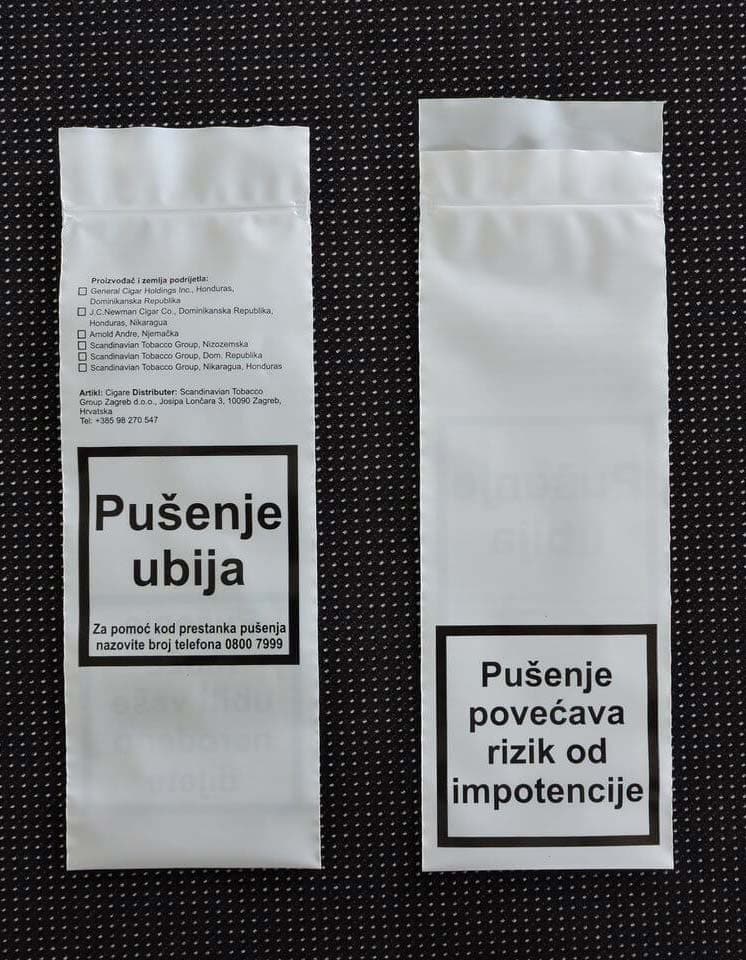 Proizvođač i zemlja podrijetla:
General Cigar Holdings Inc., Honduras,
Dominikanska Republika
J.C.Newman Cigar Co., Dominikanska Republika,
Honduras, Nikaragua
Arnold Andre, Njemačka
Scandinavian Tobacco Group, Nizozemska
Scandinavian Tobacco Group, Dom. Republika
Scandinavian Tobacco Group, Nikaragua, Honduras
Artikl: Cigare Distributer: Scandinavian Tobacco
Group Zagreb d.o.o., Josipa Lončara 3, 10090 Zagreb,
Hrvatska
Tel: +385 98 270 547
Pušenje
ubija
Za pomoć kod prestanka pušenja
nazovite broj telefona 0800 7999
Pušenje
povećava
rizik od
impotencije